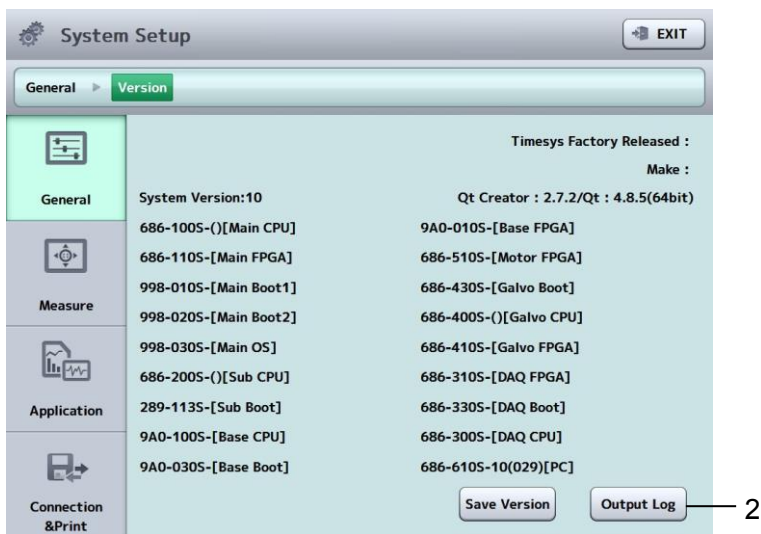 System Setup
EXIT
General
Version
Timesys Factory Released :
Make :
System Version:10
Qt Creator : 2.7.2/Qt : 4.8.5(64bit)
General
Measure
Application
Connection
&Print
686-100S-()[Main CPU]
686-110S-[Main FPGA]
998-010S-[Main Boot1]
998-020S-[Main Boot2]
998-030S-[Main OS]
686-200S-()[Sub CPU]
289-113S-[Sub Boot]
9A0-100S-[Base CPU]
9A0-030S-[Base Boot]
9A0-010S-[Base FPGA]
686-510S-[Motor FPGA]
686-430S-[Galvo Boot]
686-400S-()[Galvo CPU]
686-410S-[Galvo FPGA]
686-310S-[DAQ FPGA]
686-330S-[DAQ Boot]
686-300S-[DAQ CPU]
686-610S-10(029)[PC]
Save Version
Output Log
2